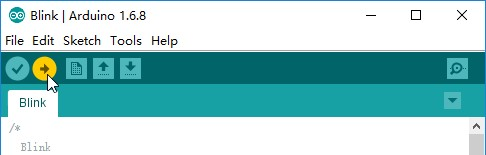 Blink | Arduino 1.6.8
File Edit Sketch Tools Help
Blink
/*
Blink